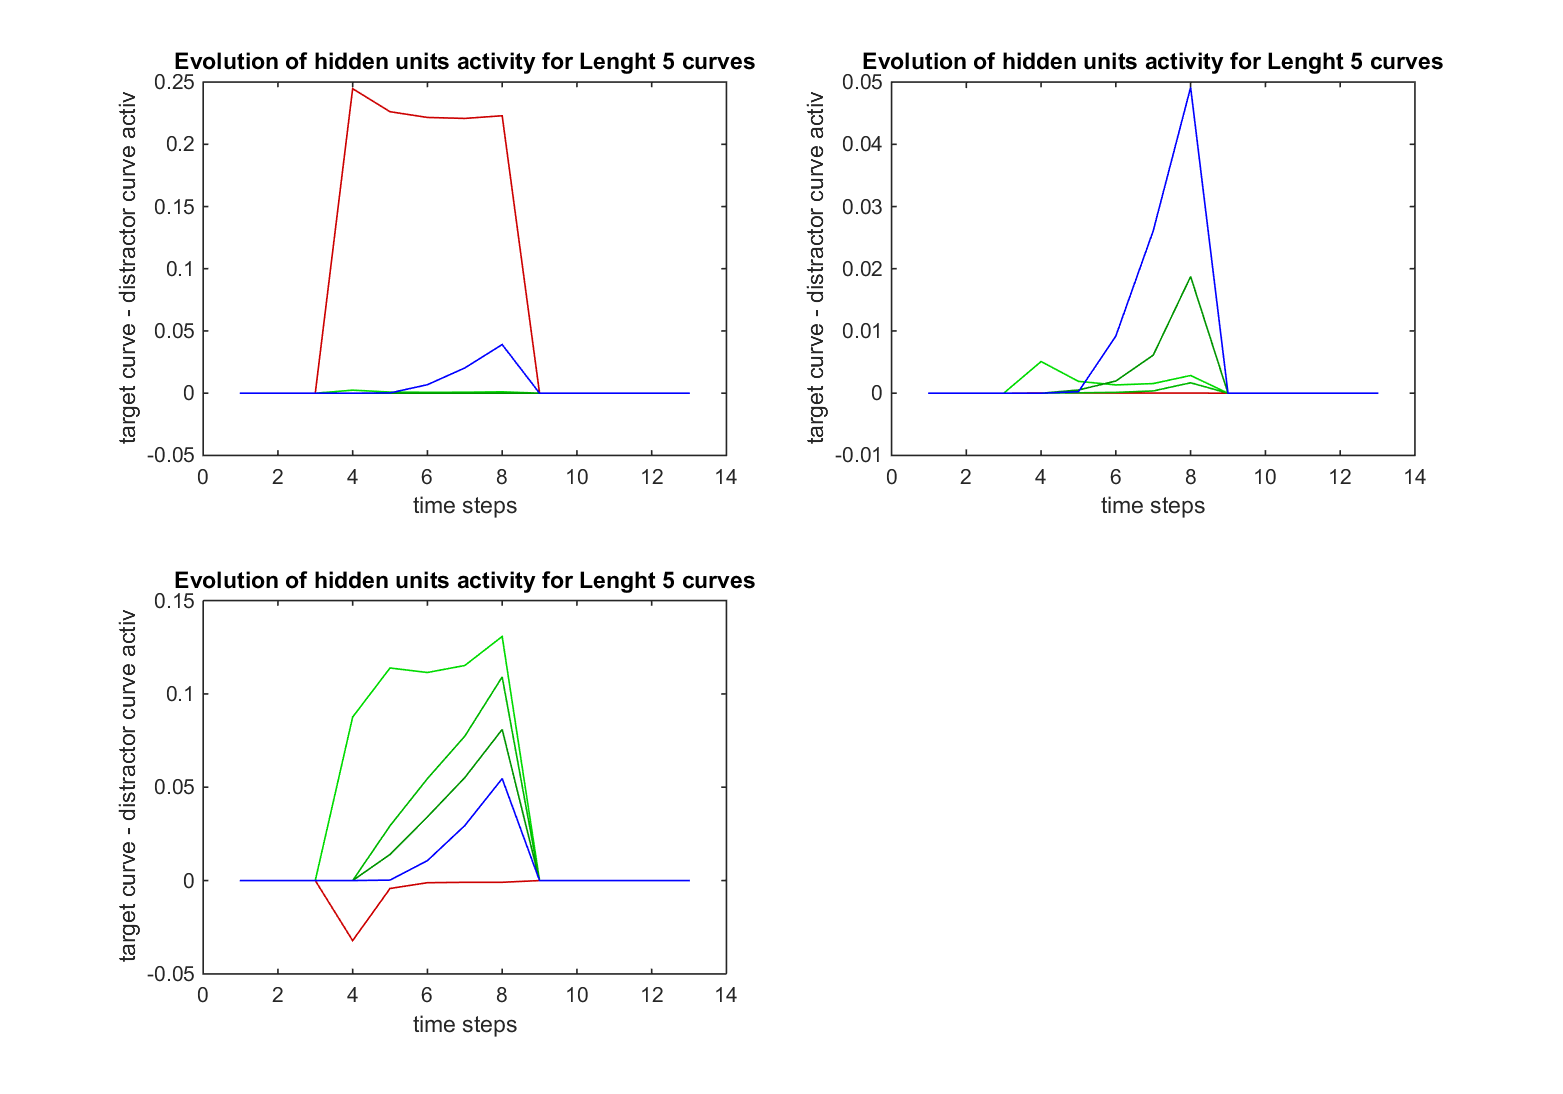 Evolution of hidden units activity for Lenght 5 curves
target curve - distractor curve activ
0.25
0.2
0.15
0.1
0.05
0
-0.05
0 2 4 6 8 10 12 14
time steps
Evolution of hidden units activity for Lenght 5 curves
target curve - distractor curve activ
0.05
0.04
0.03
0.02
0.01
0
-0.01
0 2 4 6 8 10 12 14
time steps
Evolution of hidden units activity for Lenght 5 curves
target curve - distractor curve activ
0.15
0.1
0.05
0
-0.05
0 2 4 6 8 10 12 14
time steps